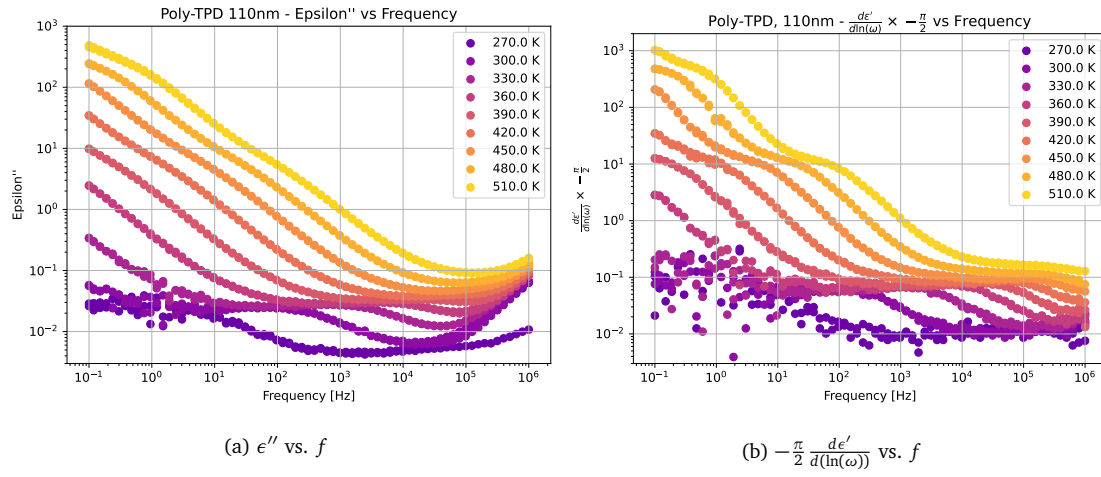 Poly-TPD 110nm - Epsilon'' vs Frequency
Epsilon''
10³
10²
10¹
10⁰
10⁻¹
10⁻²
270.0 K
300.0 K
330.0 K
360.0 K
390.0 K
420.0 K
450.0 K
480.0 K
510.0 K
10⁻¹ 10⁰ 10¹ 10² 10³ 10⁴ 10⁵ 10⁶
Frequency [Hz]
(a) ϵ′′ vs. f
Poly-TPD, 110nm - dε′/dln(ω) × −π/2 vs Frequency
dε′/dln(ω) × −π/2
10³
10²
10¹
10⁰
10⁻¹
10⁻²
270.0 K
300.0 K
330.0 K
360.0 K
390.0 K
420.0 K
450.0 K
480.0 K
510.0 K
10⁻¹ 10⁰ 10¹ 10² 10³ 10⁴ 10⁵ 10⁶
Frequency [Hz]
(b) −π/2 dϵ′/d(ln(ω)) vs. f